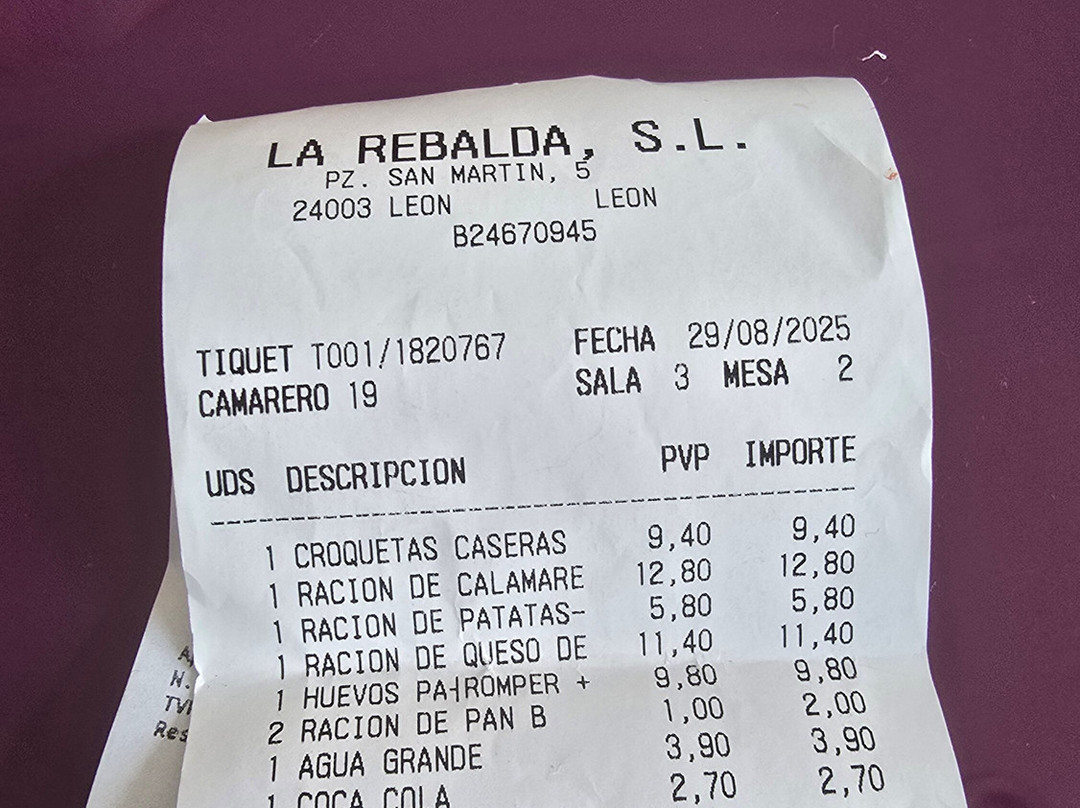 LA REBALDA, S.L.
PZ. SAN MARTIN, 5
24003 LEON LEON
B24670945
TIQUET T001/1820767 FECHA 29/08/2025
CAMARERO 19 SALA 3 MESA 2
UDS DESCRIPCION PVP IMPORTE
1 CROQUETAS CASERAS 9,40 9,40
1 RACION DE CALAMARE 12,80 12,80
1 RACION DE PATATAS- 5,80 5,80
1 RACION DE QUESO DE 11,40 11,40
1 HUEVOS PA-ROMPER + 9,80 9,80
2 RACION DE PAN B 1,00 2,00
1 AGUA GRANDE 3,90 3,90
1 COCA COLA 2,70 2,70
N.
Res